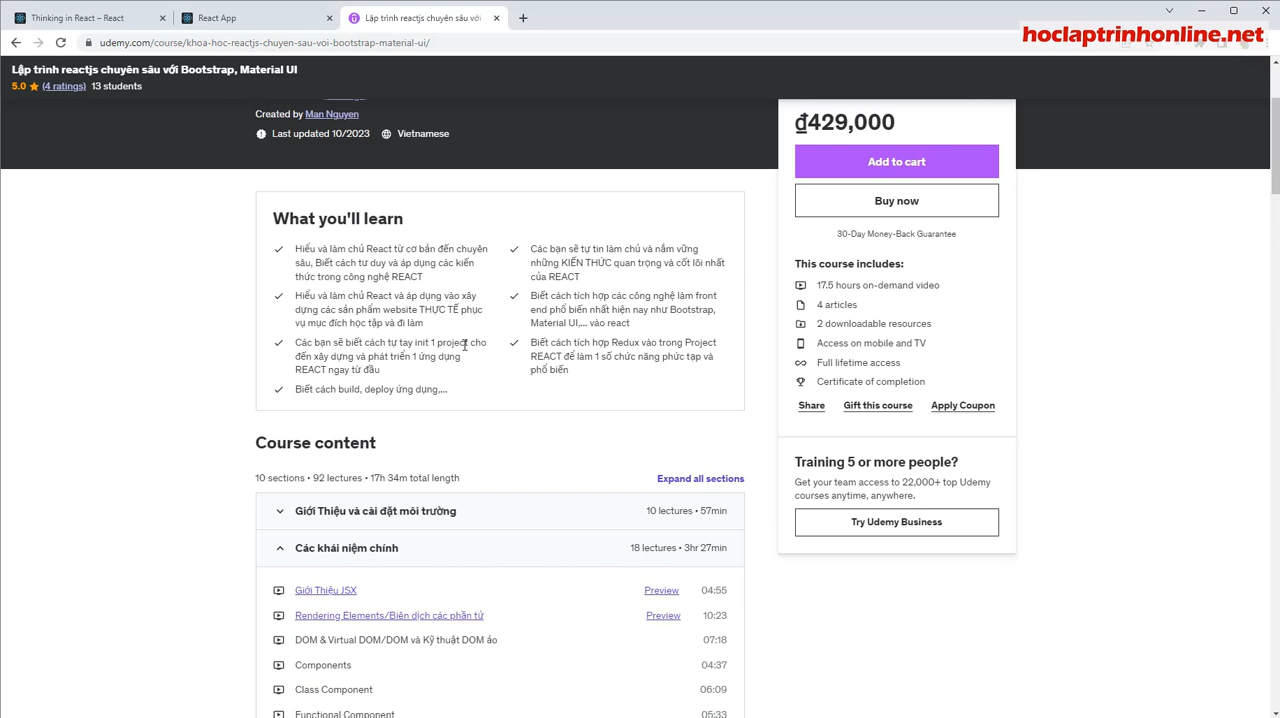 Thinking in React – React
React App
Lập trình reactjs chuyên sâu với
hoclaptrinhonline.net
udemy.com/course/khoa-hoc-reactjs-chuyen-sau-voi-bootstrap-material-ui/
Lập trình reactjs chuyên sâu với Bootstrap, Material UI
5.0 (4 ratings) 13 students
Created by Man Nguyen
Last updated 10/2023 Vietnamese
What you'll learn
Hiểu và làm chủ React từ cơ bản đến chuyên
sâu, Biết cách tư duy và áp dụng các kiến
thức trong công nghệ REACT
Hiểu và làm chủ React và áp dụng vào xây
dựng các sản phẩm website THỰC TẾ phục
vụ mục đích học tập và đi làm
Các bạn sẽ biết cách tự tay init 1 project cho
đến xây dựng và phát triển 1 ứng dụng
REACT ngay từ đầu
Biết cách build, deploy ứng dụng,...
Các bạn sẽ tự tin làm chủ và nắm vững
những KIẾN THỨC quan trọng và cốt lõi nhất
của REACT
Biết cách tích hợp các công nghệ làm front
end phổ biến nhất hiện nay như Bootstrap,
Material UI,... vào react
Biết cách tích hợp Redux vào trong Project
REACT để làm 1 số chức năng phức tạp và
phổ biến
Course content
10 sections • 92 lectures • 17h 34m total length
Expand all sections
Giới Thiệu và cài đặt môi trường 10 lectures • 57min
Các khái niệm chính 18 lectures • 3hr 27min
Giới Thiệu JSX Preview 04:55
Rendering Elements/Biên dịch các phần tử Preview 10:23
DOM & Virtual DOM/DOM và Kỹ thuật DOM ảo 07:18
Components 04:37
Class Component 06:09
Functional Component 05:33
₫429,000
Add to cart
Buy now
30-Day Money-Back Guarantee
This course includes:
17.5 hours on-demand video
4 articles
2 downloadable resources
Access on mobile and TV
Full lifetime access
Certificate of completion
Share Gift this course Apply Coupon
Training 5 or more people?
Get your team access to 22,000+ top Udemy
courses anytime, anywhere.
Try Udemy Business